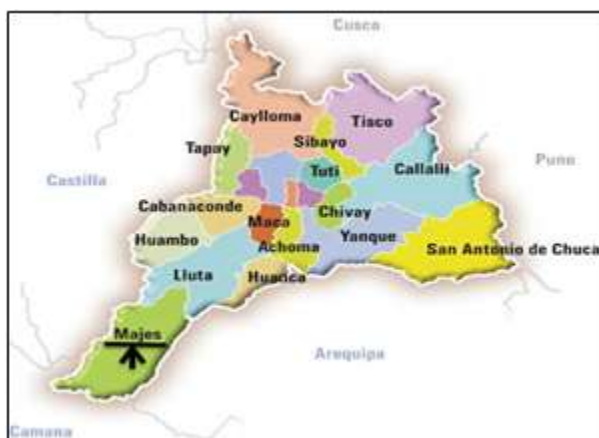 Cusco
Caylloma
Tisco
Sibayo
Tapay
Tuti
Callalli
Puno
Castilla
Cabanaconde
Maca
Chivay
Huambo
Achoma
Yanque
San Antonio de Chuca
Lluta
Huanca
Majes
Arequipa
Camana